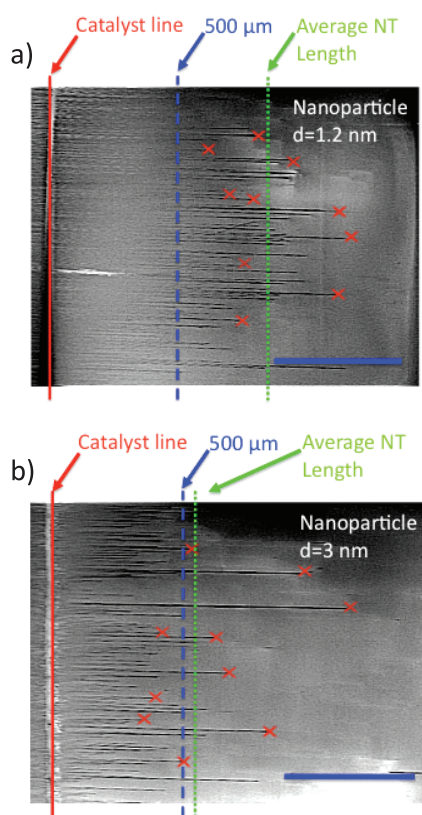 Catalyst line
500 µm
Average NT
Length
a)
Nanoparticle
d=1.2 nm
Catalyst line
500 µm
Average NT
Length
b)
Nanoparticle
d=3 nm